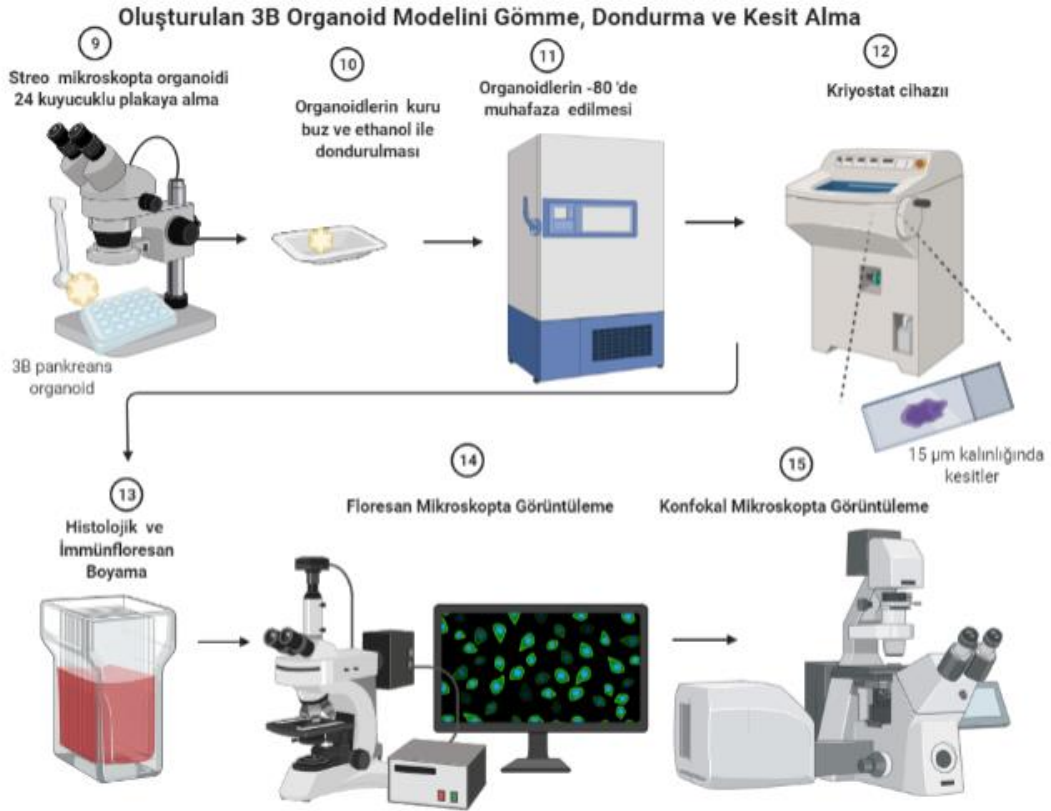 Oluşturulan 3B Organoid Modelini Gömme, Dondurma ve Kesit Alma
9
Streo mikroskopta organoidi
24 kuyucuklu plakaya alma
3B pankreans
organoid
10
Organoidlerin kuru
buz ve ethanol ile
dondurulması
11
Organoidlerin -80 'de
muhafaza edilmesi
12
Kriyostat cihazıı
15 µm kalınlığında
kesitler
13
Histolojik ve
İmmünfloresan
Boyama
14
Floresan Mikroskopta Görüntüleme
15
Konfokal Mikroskopta Görüntüleme